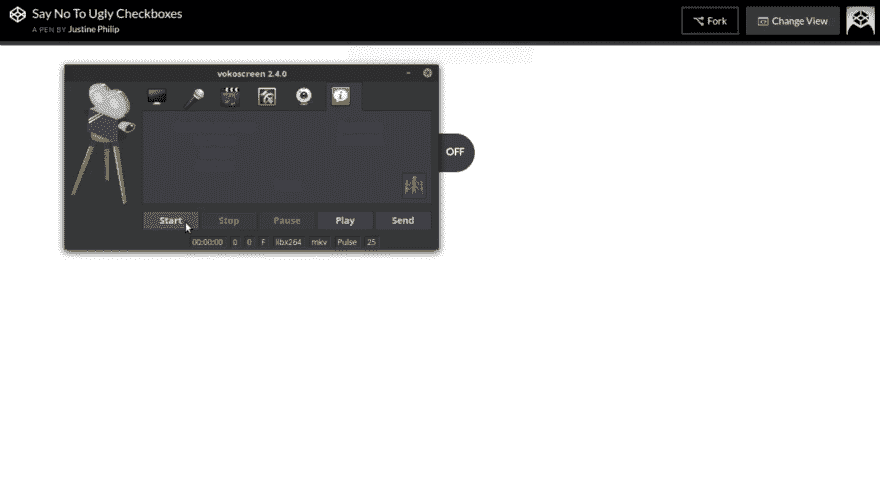 Say No To Ugly Checkboxes
A PEN BY Justine Philip
Fork
Change View
vokoscreen 2.4.0
OFF
Start Stop Pause Play Send
00:00:00 0 0 F libx264 mkv Pulse 25